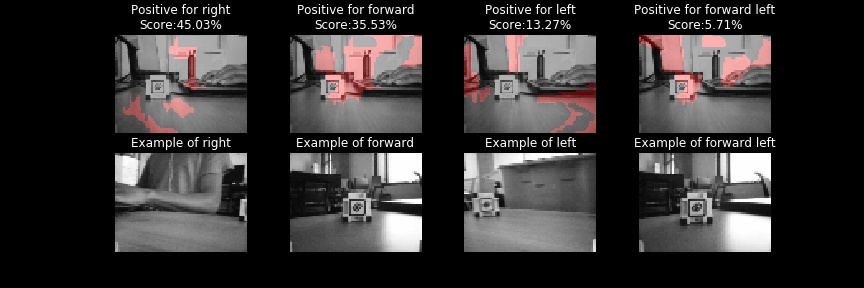 Positive for right
Score:45.03%
Positive for forward
Score:35.53%
Positive for left
Score:13.27%
Positive for forward left
Score:5.71%
Example of right
Example of forward
Example of left
Example of forward left